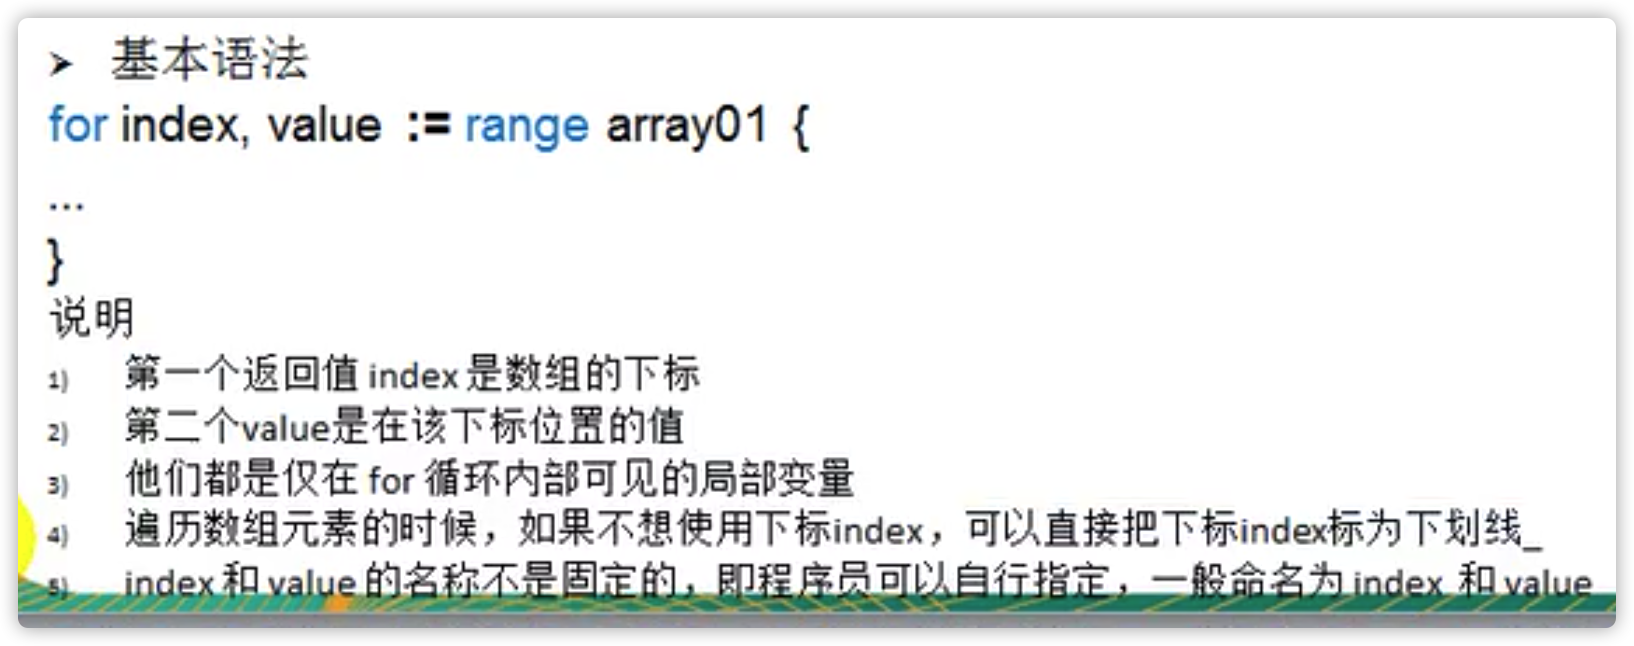 ➤ 基本语法
for index, value := range array01 {
...
}
说明
1) 第一个返回值 index 是数组的下标
2) 第二个value是在该下标位置的值
3) 他们都是仅在 for 循环内部可见的局部变量
4) 遍历数组元素的时候，如果不想使用下标index，可以直接把下标index标为下划线_
5) index 和 value 的名称不是固定的，即程序员可以自行指定，一般命名为 index 和 value